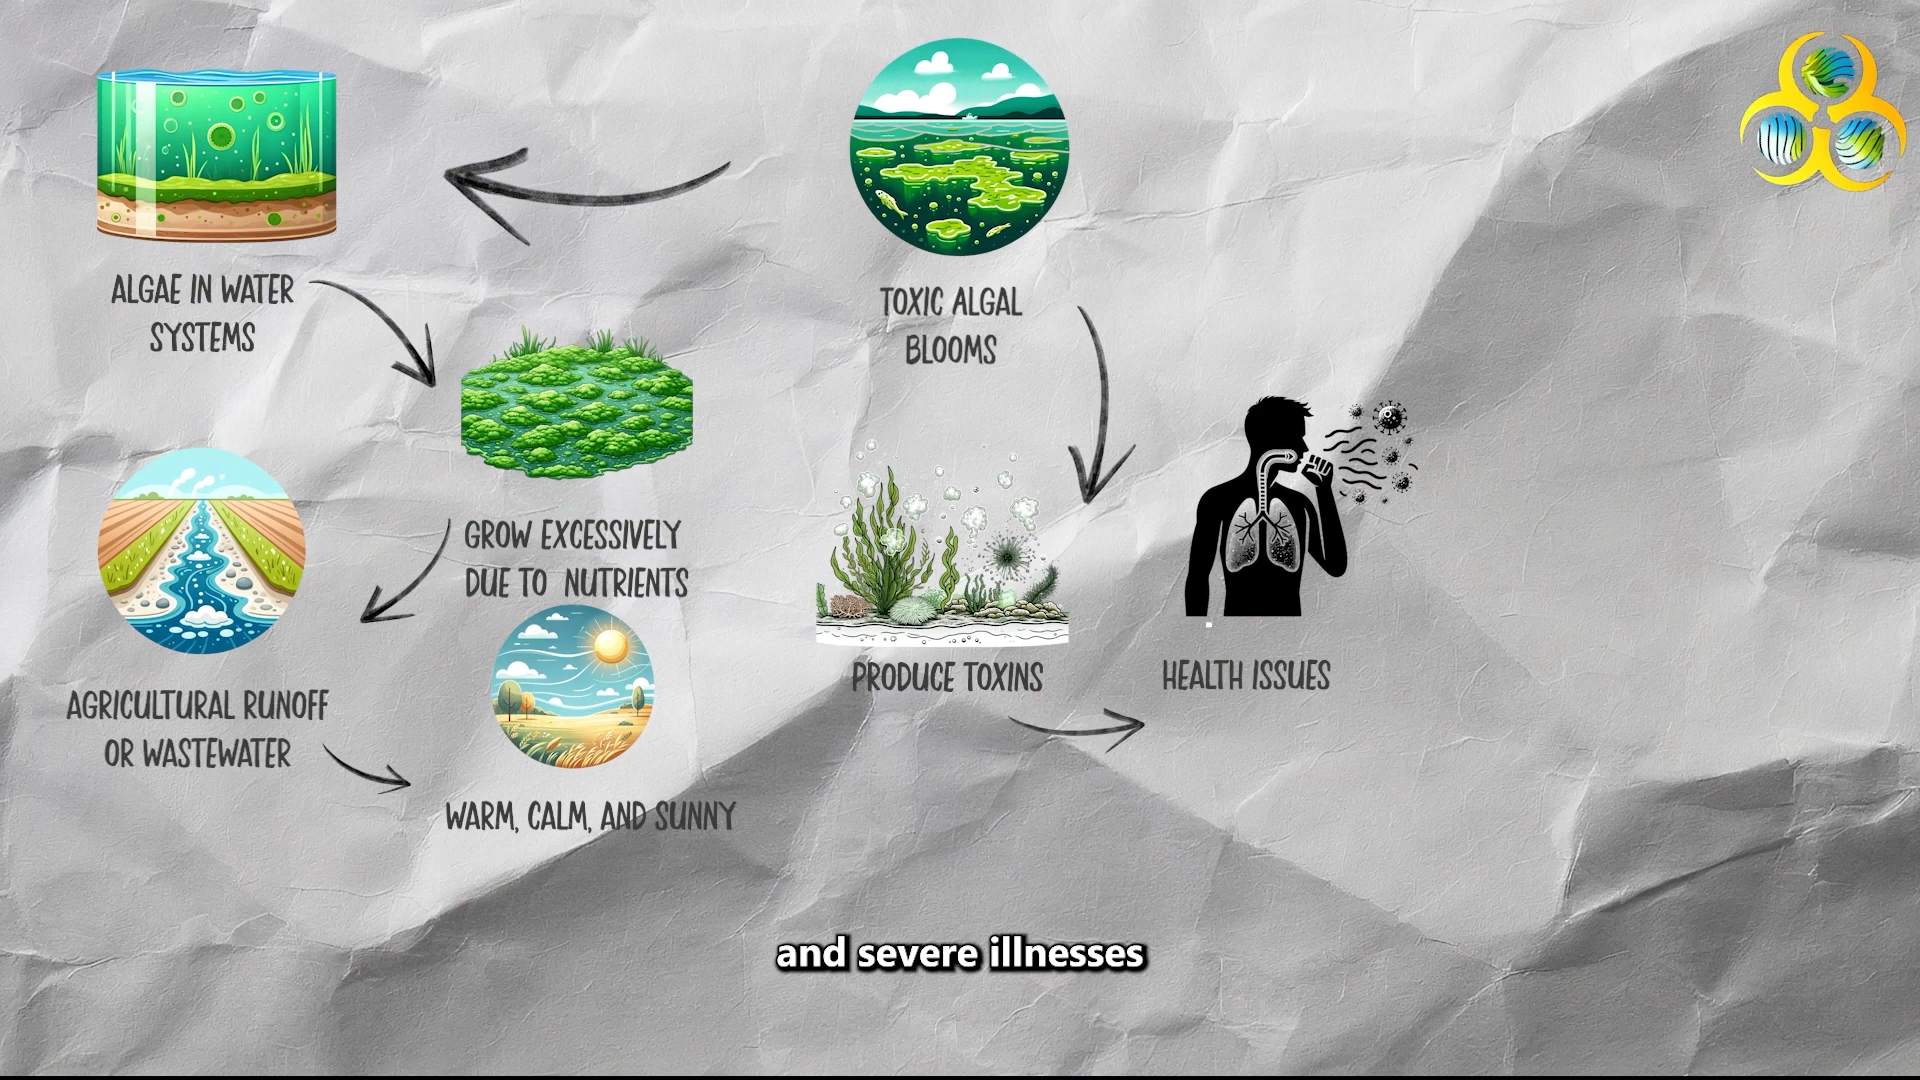 ALGAE IN WATER
SYSTEMS
GROW EXCESSIVELY
DUE TO NUTRIENTS
AGRICULTURAL RUNOFF
OR WASTEWATER
WARM, CALM, AND SUNNY
TOXIC ALGAL
BLOOMS
PRODUCE TOXINS
HEALTH ISSUES
and severe illnesses